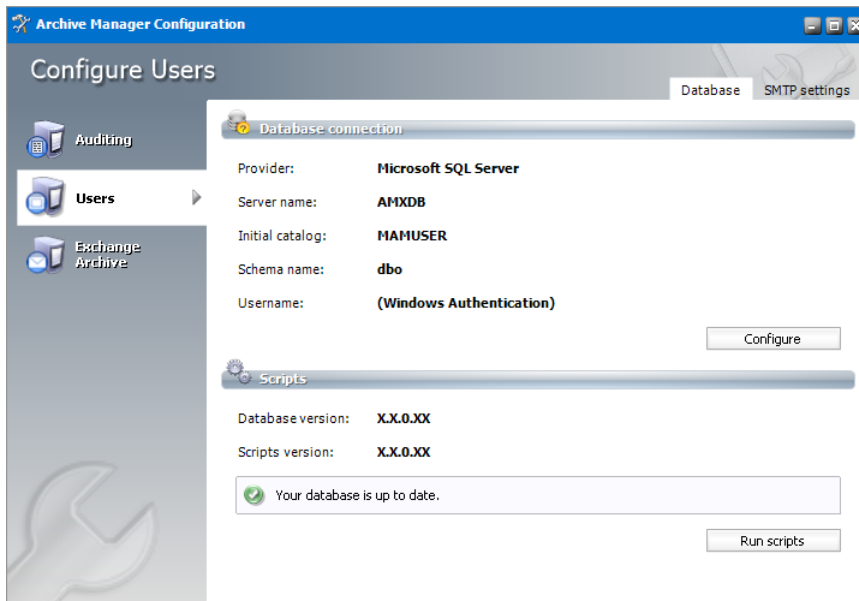 Archive Manager Configuration
Configure Users
Database SMTP settings
Auditing
Users
Exchange
Archive
Database connection
Provider: Microsoft SQL Server
Server name: AMXDB
Initial catalog: MAMUSER
Schema name: dbo
Username: (Windows Authentication)
Configure
Scripts
Database version: X.X.0.XX
Scripts version: X.X.0.XX
Your database is up to date.
Run scripts